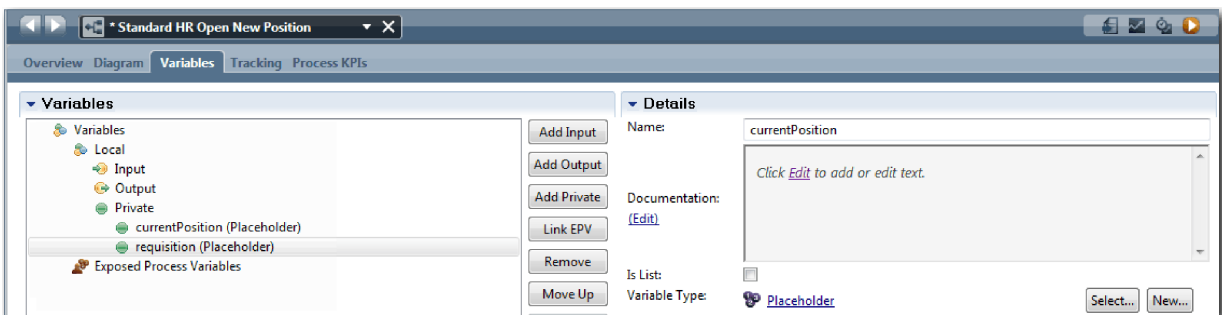 * Standard HR Open New Position
Overview Diagram Variables Tracking Process KPIs
Variables
Variables
Local
Input
Output
Private
currentPosition (Placeholder)
requisition (Placeholder)
Exposed Process Variables
Add Input
Add Output
Add Private
Link EPV
Remove
Move Up
Details
Name: currentPosition
Click Edit to add or edit text.
Documentation:
(Edit)
Is List:
Variable Type: Placeholder Select... New...